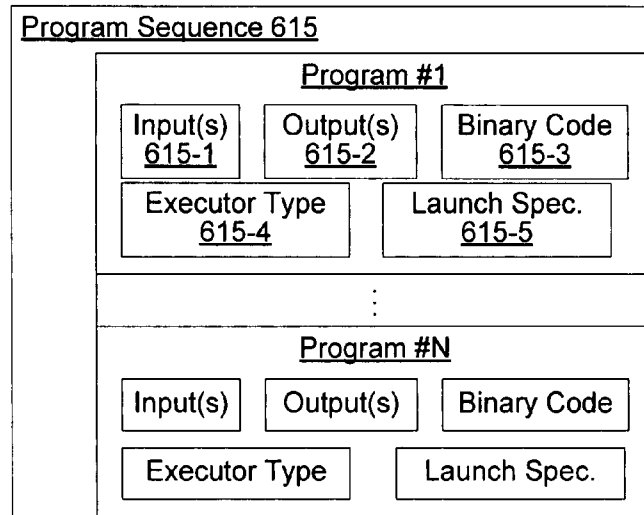 Program Sequence 615
Program #1
Input(s) Output(s) Binary Code
615-1 615-2 615-3
Executor Type Launch Spec.
615-4 615-5
⋮
Program #N
Input(s) Output(s) Binary Code
Executor Type Launch Spec.